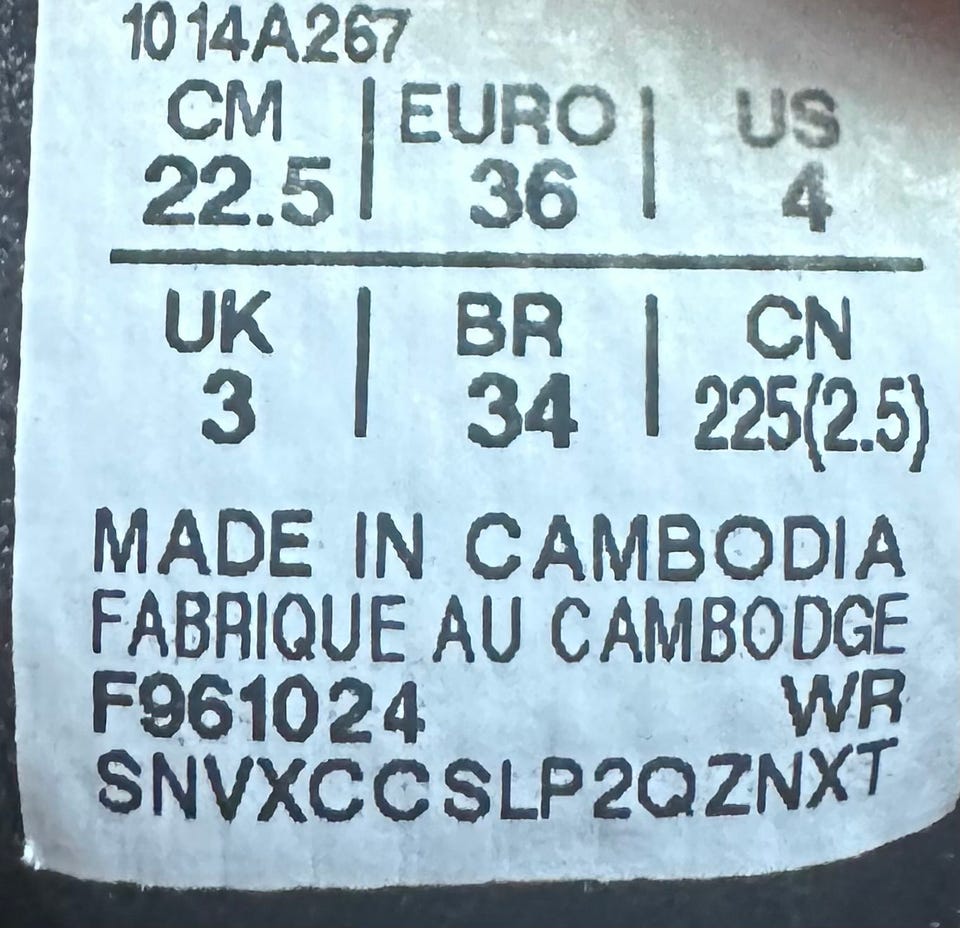 1014A267
CM | EURO | US
22.5 | 36 | 4
UK | BR | CN
3 | 34 | 225(2.5)
MADE IN CAMBODIA
FABRIQUE AU CAMBODGE
F961024 WR
SNVXCCSLP2QZNXT